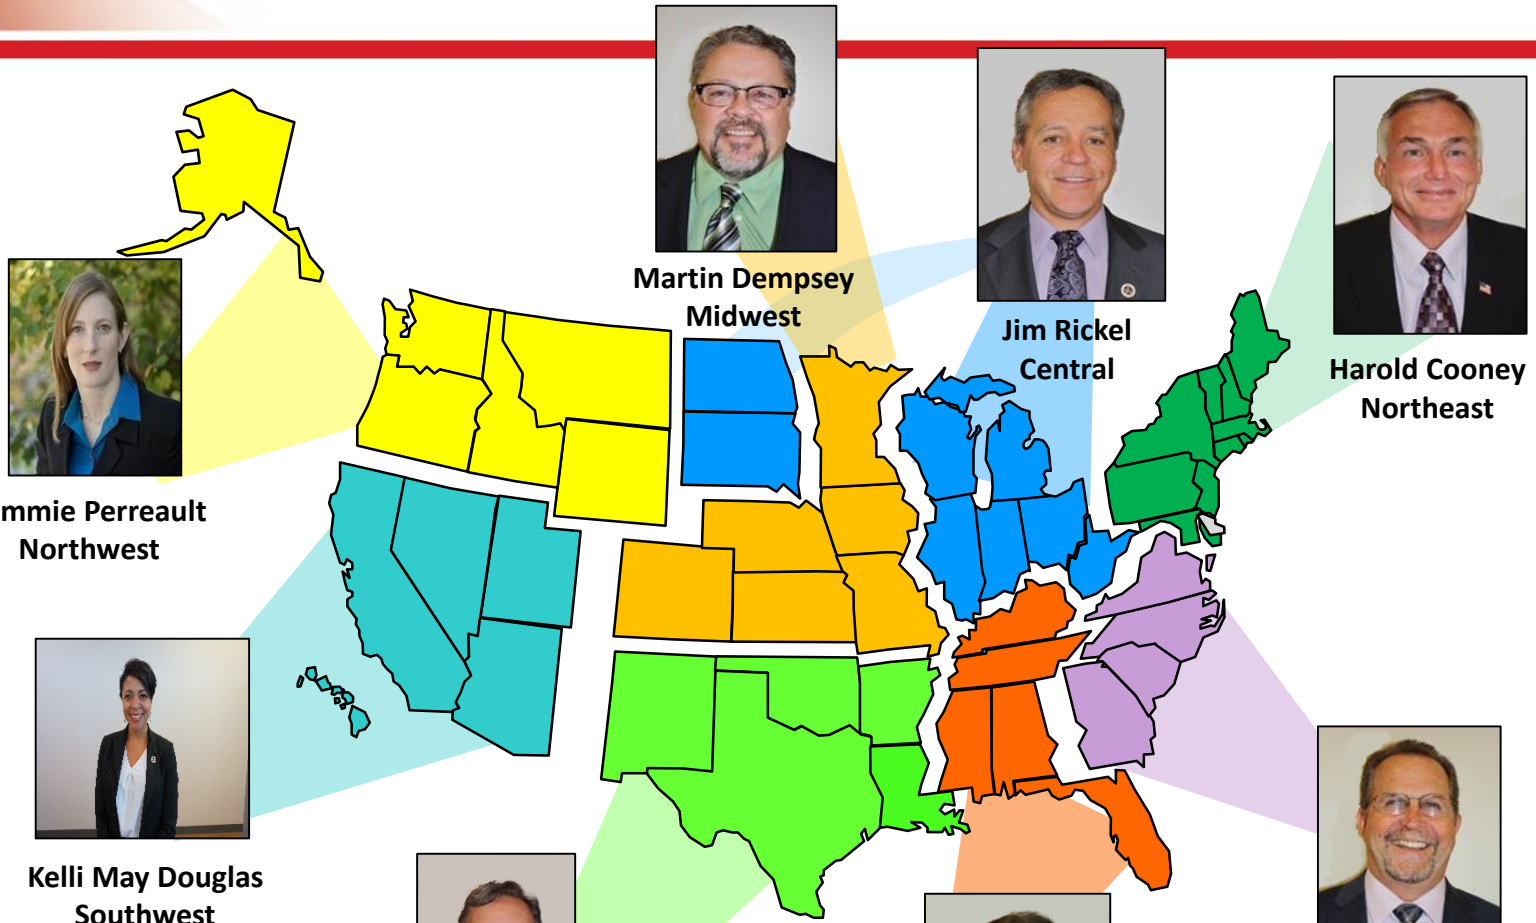 Martin Dempsey
Midwest
Jim Rickel
Central
Harold Cooney
Northeast
mmie Perreault
Northwest
Kelli May Douglas
Southwest